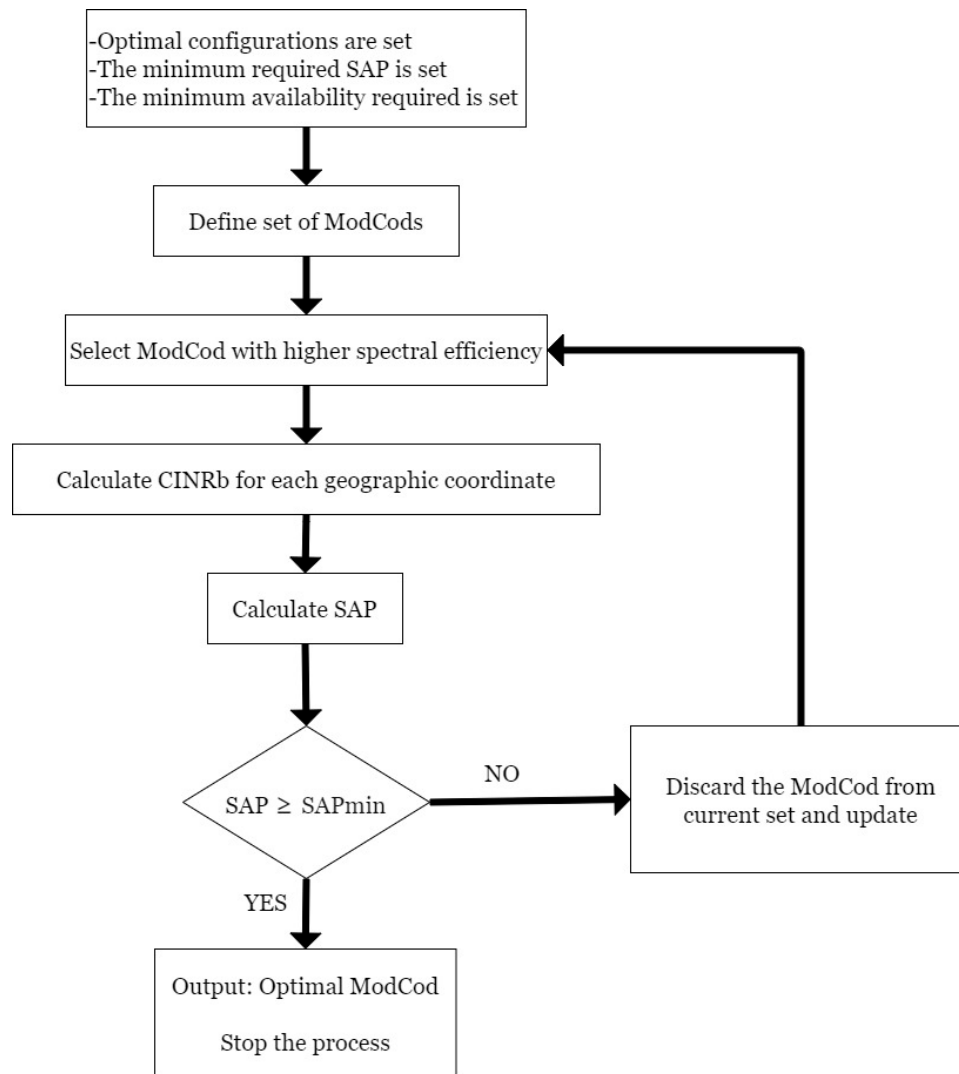 -Optimal configurations are set
-The minimum required SAP is set
-The minimum availability required is set
Define set of ModCods
Select ModCod with higher spectral efficiency
Calculate CINRb for each geographic coordinate
Calculate SAP
SAP ≥ SAPmin
NO
Discard the ModCod from
current set and update
YES
Output: Optimal ModCod
Stop the process